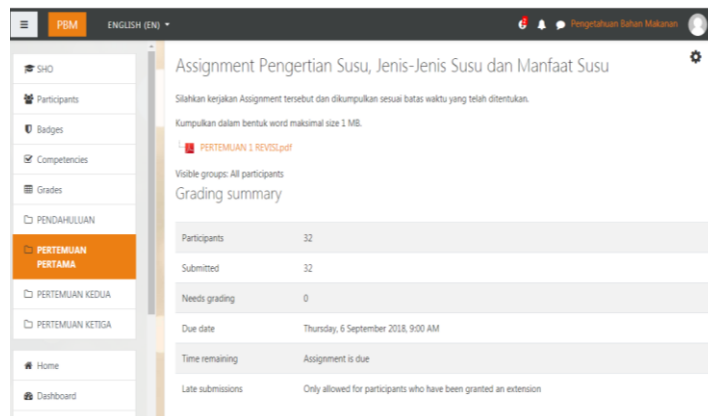 PBM
ENGLISH (EN)
Pengetahuan Bahan Makanan
SHO
Participants
Badges
Competencies
Grades
PENDAHULUAN
PERTEMUAN
PERTAMA
PERTEMUAN KEDUA
PERTEMUAN KETIGA
Home
Dashboard
Assignment Pengertian Susu, Jenis-Jenis Susu dan Manfaat Susu
Silahkan kerjakan Assignment tersebut dan dikumpulkan sesuai batas waktu yang telah ditentukan.
Kumpulkan dalam bentuk word maksimal size 1 MB.
PERTEMUAN 1 REVISI.pdf
Visible groups: All participants
Grading summary
Participants 32
Submitted 32
Needs grading 0
Due date Thursday, 6 September 2018, 9:00 AM
Time remaining Assignment is due
Late submissions Only allowed for participants who have been granted an extension